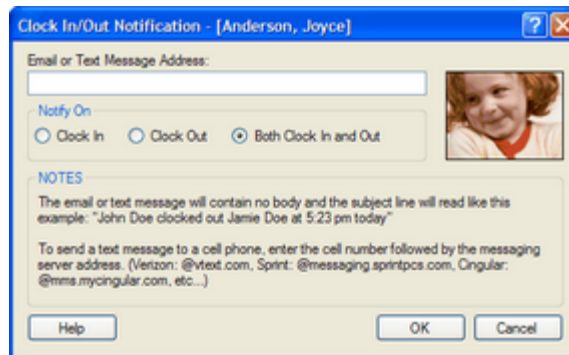 Clock In/Out Notification - [Anderson, Joyce]
Email or Text Message Address:
Notify On
Clock In Clock Out Both Clock In and Out
NOTES
The email or text message will contain no body and the subject line will read like this
example: "John Doe clocked out Jamie Doe at 5:23 pm today"
To send a text message to a cell phone, enter the cell number followed by the messaging
server address. (Verizon: @vtext.com, Sprint: @messaging.sprintpcs.com, Cingular:
@mms.mycingular.com, etc...)
Help OK Cancel